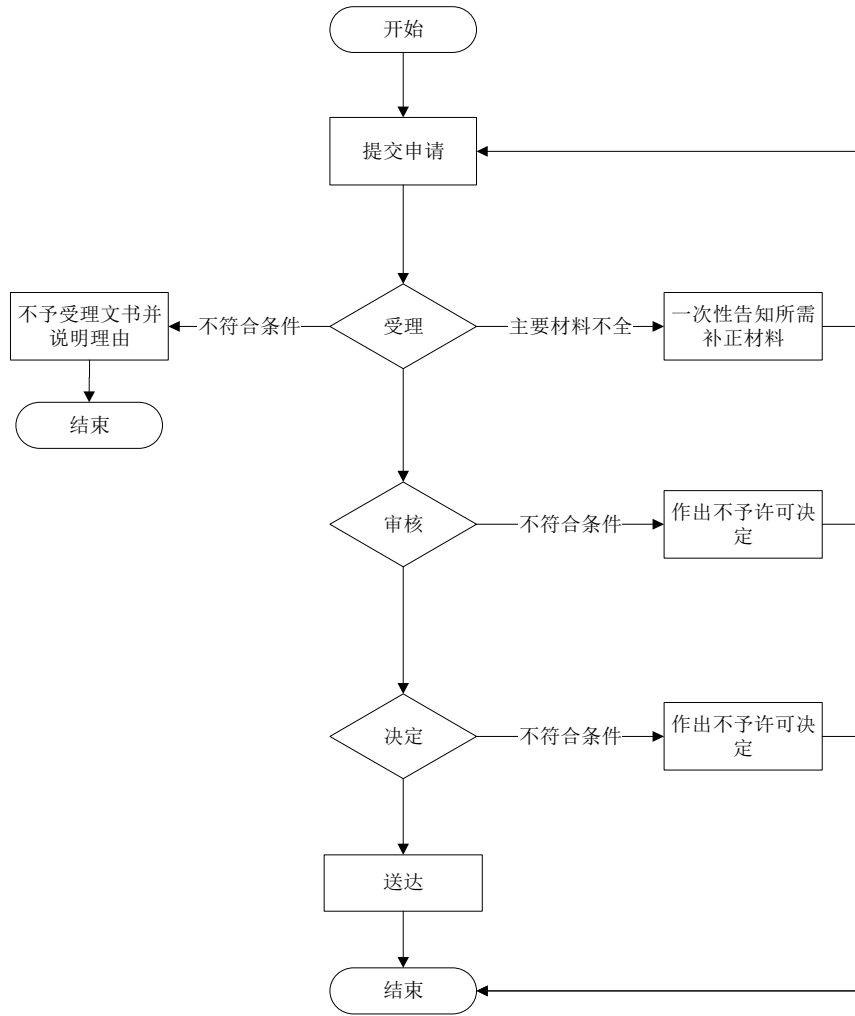 开始
提交申请
不予受理文书并
说明理由
不符合条件
受理
主要材料不全
一次性告知所需
补正材料
结束
审核
不符合条件
作出不予许可决
定
决定
不符合条件
作出不予许可决
定
送达
结束